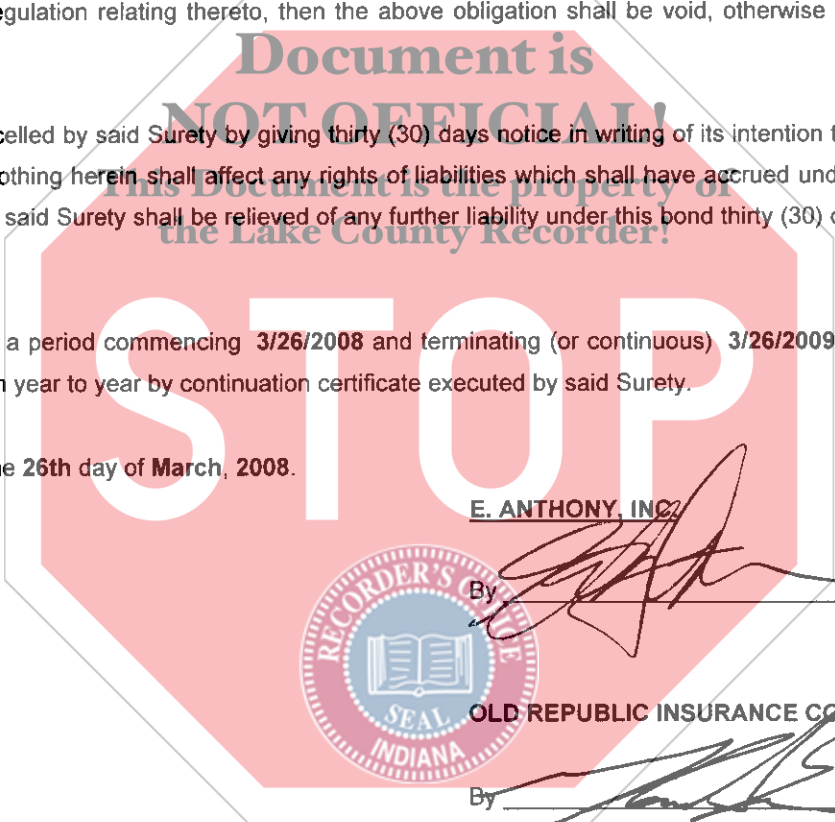 egulation relating thereto, then the above obligation shall be void, otherwise
Document is
NOT OFFICIAL!
celled by said Surety by giving thirty (30) days notice in writing of its intention t
othing herein shall affect any rights of liabilities which shall have accrued und
This Document is the property of
said Surety shall be relieved of any further liability under this bond thirty (30)
the Lake County Recorder!
STOP
a period commencing 3/26/2008 and terminating (or continuous) 3/26/2009
year to year by continuation certificate executed by said Surety.
e 26th day of March, 2008.
E. ANTHONY, INC.
By
RECORDER'S OFFICE
SEAL
INDIANA
OLD REPUBLIC INSURANCE CO
By